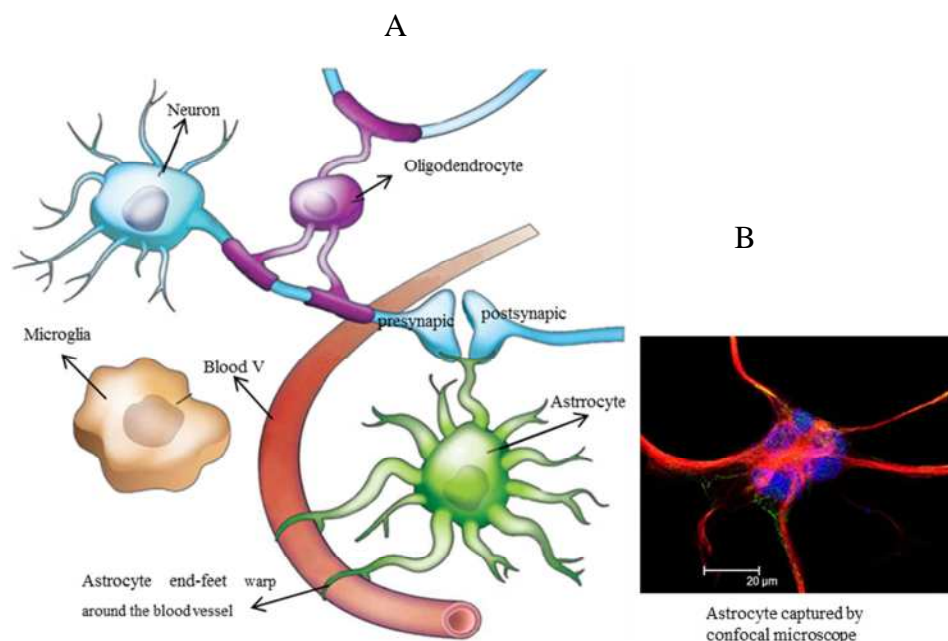 A
Neuron
Oligodendrocyte
B
presynapic
postsynapic
Microglia
Blood V
Astrrocyte
Astrocyte end-feet warp
around the blood vessel
20 µm
Astrocyte captured by
confocal microscope